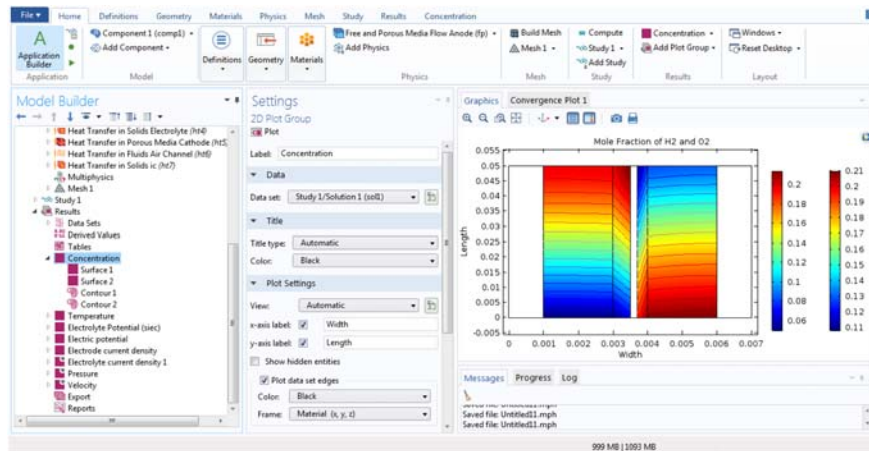 File Home Definitions Geometry Materials Physics Mesh Study Results Concentration
A Component 1 (comp1) Free and Porous Media Flow Anode (fp) Build Mesh Compute Concentration Windows
Application Builder Add Component Definitions Geometry Materials Add Physics Mesh 1 Study 1 Add Plot Group Reset Desktop
Add Study
Application Model Physics Mesh Study Results Layout
Model Builder
Heat Transfer in Solids Electrolyte (ht4)
Heat Transfer in Porous Media Cathode (ht5)
Heat Transfer in Fluids Air Channel (ht6)
Heat Transfer in Solids ic (ht7)
Multiphysics
Mesh 1
Study 1
Results
Data Sets
Derived Values
Tables
Concentration
Surface 1
Surface 2
Contour 1
Contour 2
Temperature
Electrolyte Potential (siec)
Electric potential
Electrode current density
Electrolyte current density 1
Pressure
Velocity
Export
Reports
Settings
2D Plot Group
Plot
Label: Concentration
Data
Data set: Study 1/Solution 1 (sol1)
Title
Title type: Automatic
Color: Black
Plot Settings
View: Automatic
x-axis label: Width
y-axis label: Length
Show hidden entities
Plot data set edges
Color: Black
Frame: Material (x, y, z)
Graphics Convergence Plot 1
Mole Fraction of H2 and O2
0.055
0.05
0.045
0.04
0.035
0.03
0.025
0.02
0.015
0.01
0.005
0
-0.005
Length
0 0.001 0.002 0.003 0.004 0.005 0.006 0.007
Width
0.2
0.18
0.16
0.14
0.12
0.1
0.08
0.06
0.21
0.2
0.19
0.18
0.17
0.16
0.15
0.14
0.13
0.12
0.11
Messages Progress Log
Saved file: Untitled11.mph
Saved file: Untitled11.mph
Saved file: Untitled11.mph
999 MB | 1093 MB